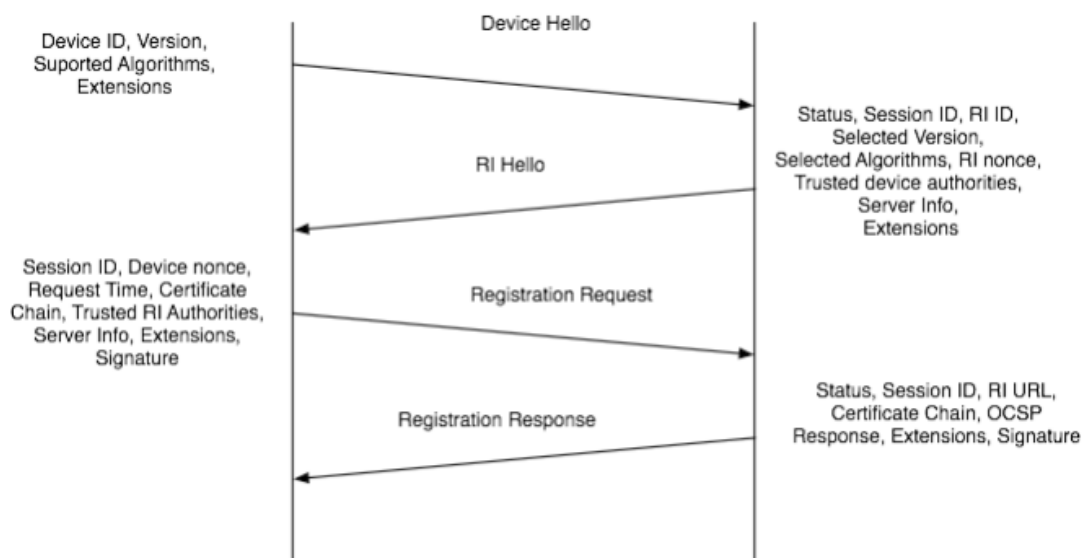 Device Hello
Device ID, Version,
Suported Algorithms,
Extensions
Status, Session ID, RI ID,
Selected Version,
Selected Algorithms, RI nonce,
Trusted device authorities,
Server Info,
Extensions
RI Hello
Session ID, Device nonce,
Request Time, Certificate
Chain, Trusted RI Authorities,
Server Info, Extensions,
Signature
Registration Request
Status, Session ID, RI URL,
Certificate Chain, OCSP
Response, Extensions, Signature
Registration Response